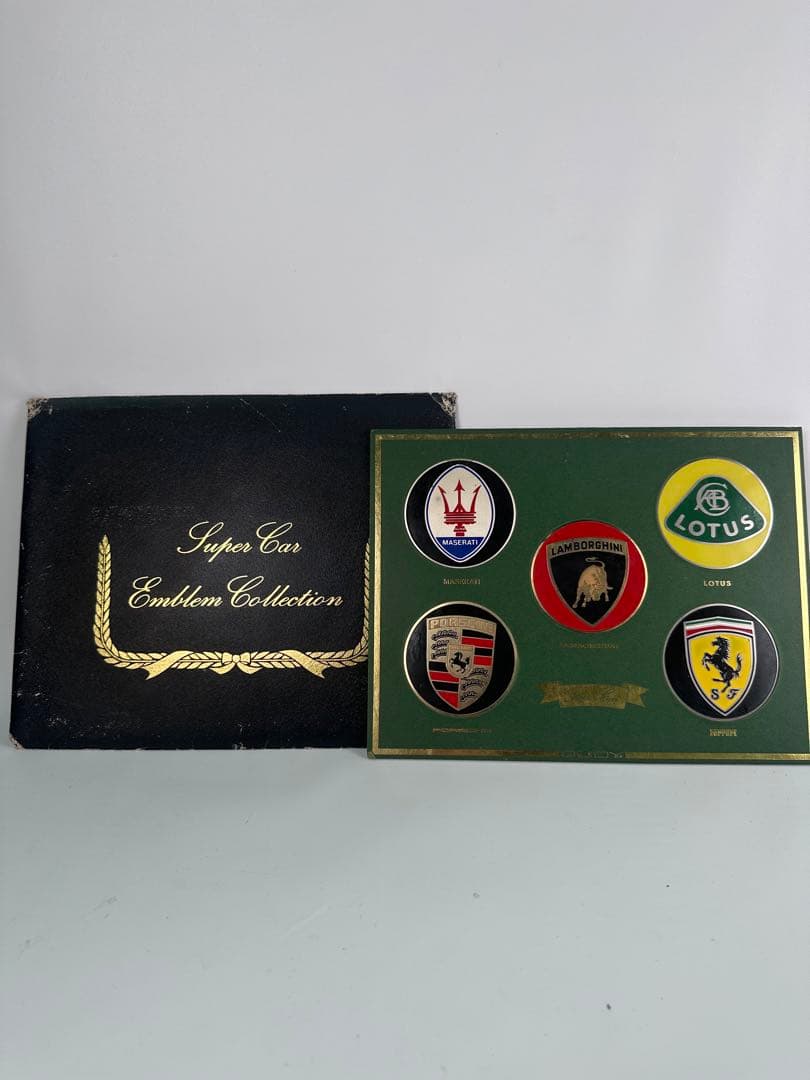 Super Car
Emblem Collection
MASERATI
MASERATI
LAMBORGHINI
LOTUS
LOTUS
PORSCHE
S F